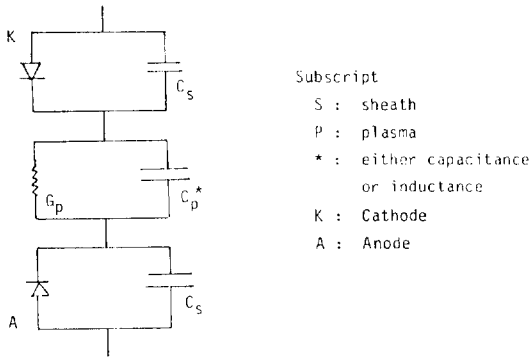 K
C_s
G_p
C_p*
C_s
A
Subscript
S : sheath
P : plasma
* : either capacitance
or inductance
K : Cathode
A : Anode